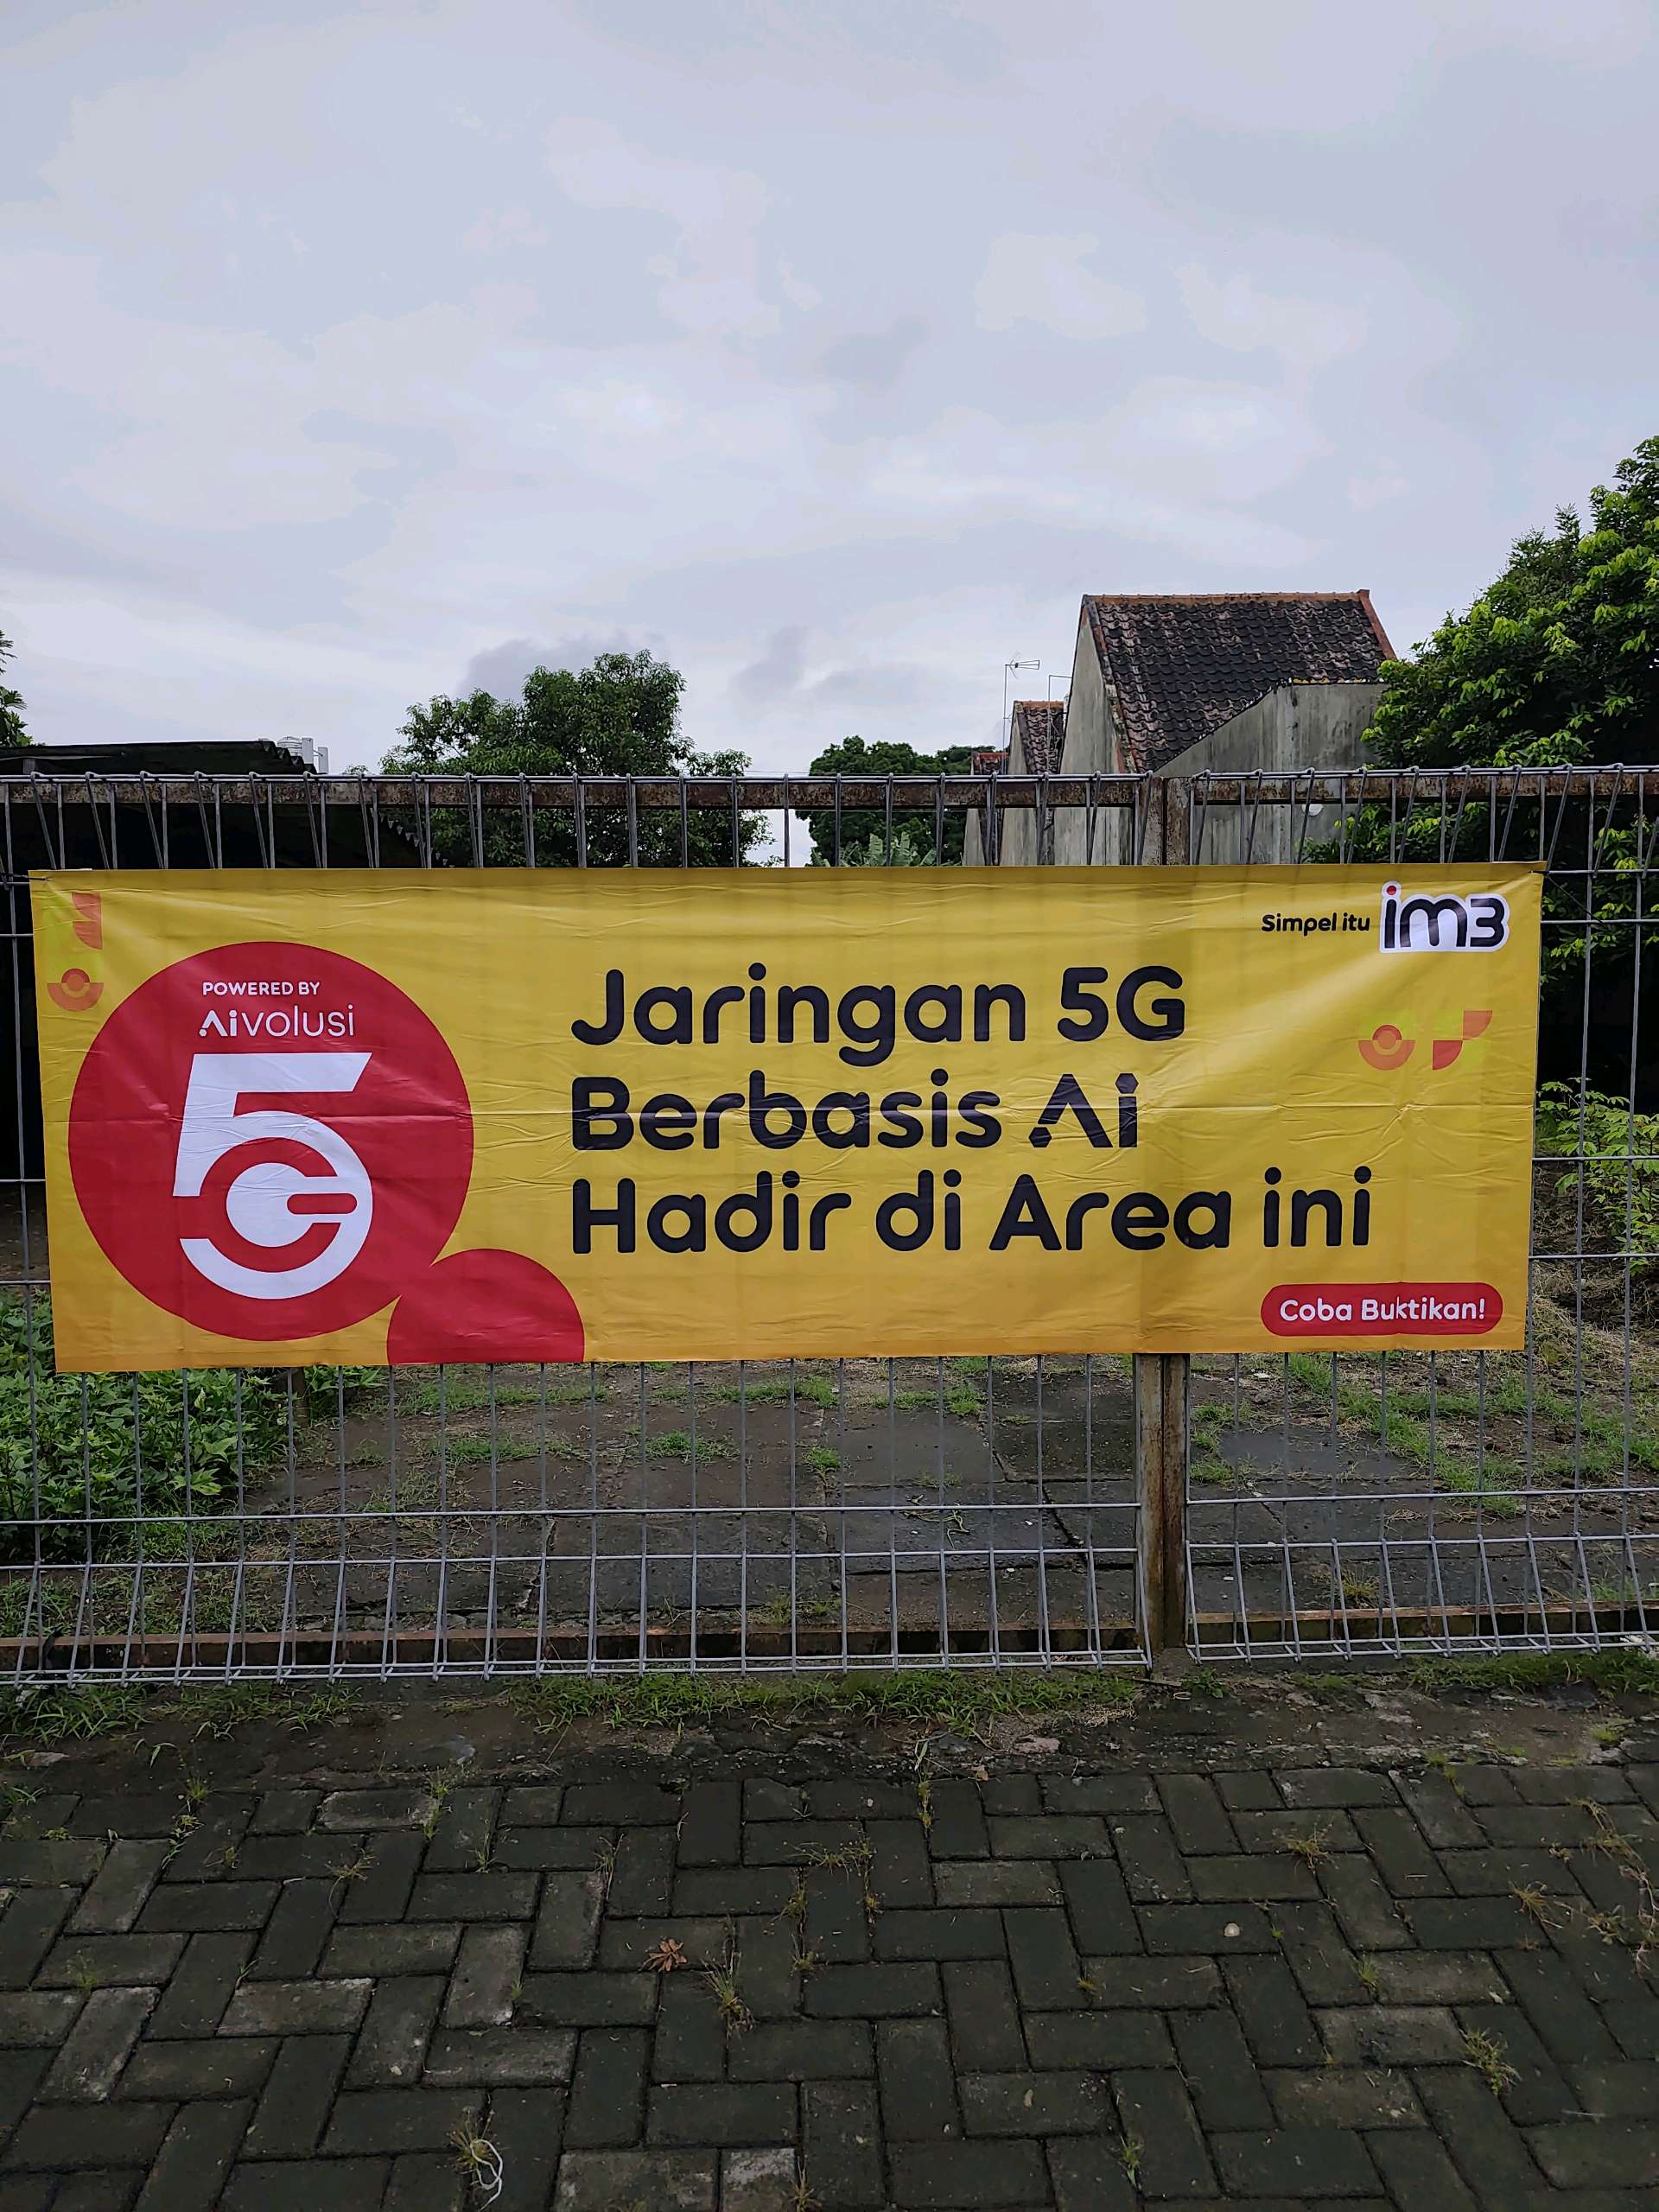 POWERED BY
Aivolusi
5G
Simpel itu im3
Jaringan 5G
Berbasis Ai
Hadir di Area ini
Coba Buktikan!